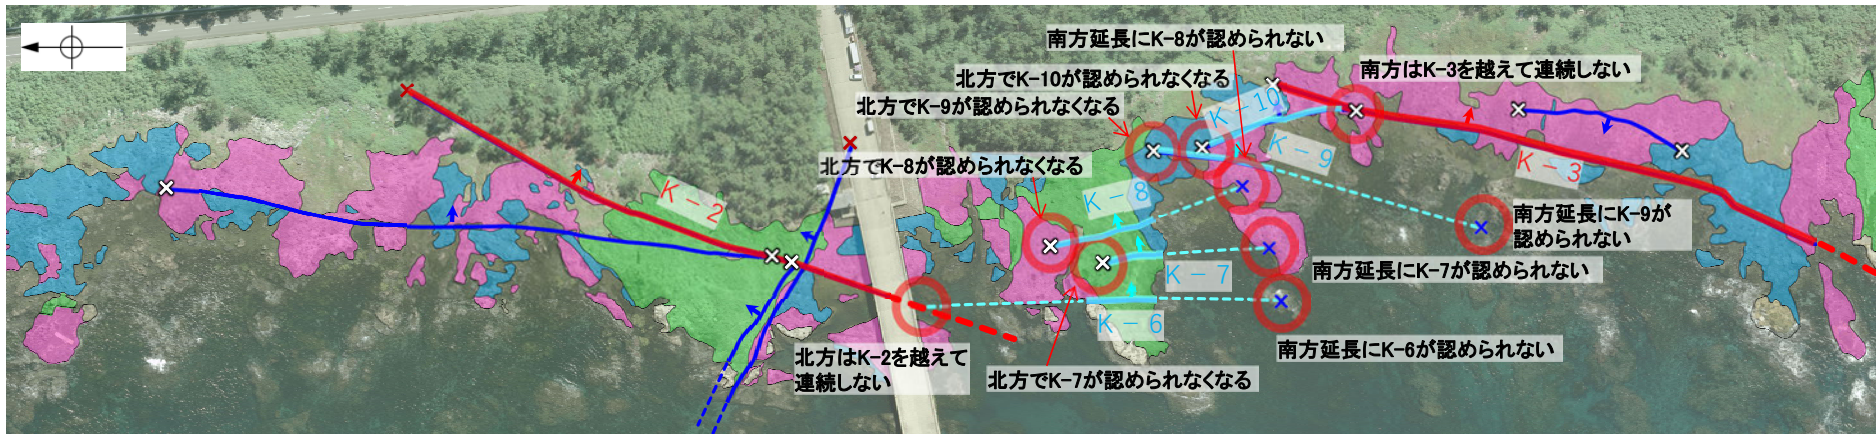 南方延長にK-8が認められない
北方でK-10が認められなくなる
北方でK-9が認められなくなる
南方はK-3を越えて連続しない
K-10
K-9
K-3
北方でK-8が認められなくなる
K-2
K-8
南方延長にK-9が
認められない
K-7
南方延長にK-7が認められない
K-6
北方はK-2を越えて
連続しない
北方でK-7が認められなくなる
南方延長にK-6が認められない